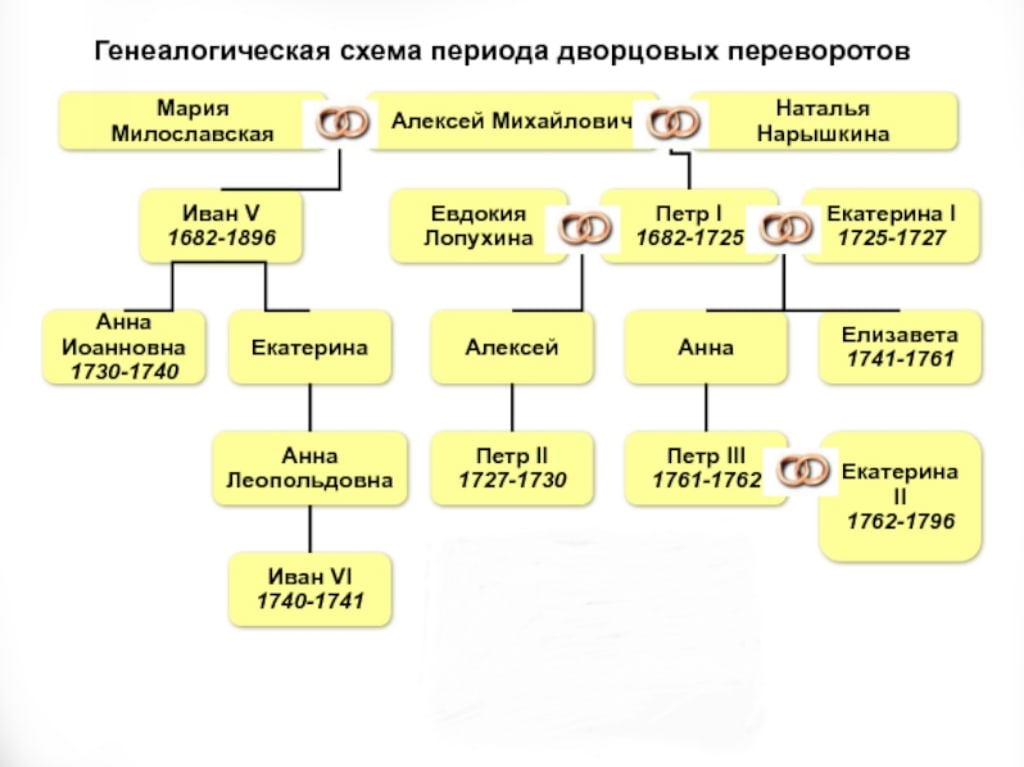 Генеалогическая схема периода дворцовых переворотов
Мария
Милославская
Алексей Михайлович
Наталья
Нарышкина
Иван V
1682-1896
Евдокия
Лопухина
Петр I
1682-1725
Екатерина I
1725-1727
Анна
Иоанновна
1730-1740
Екатерина
Алексей
Анна
Елизавета
1741-1761
Анна
Леопольдовна
Петр II
1727-1730
Петр III
1761-1762
Екатерина
II
1762-1796
Иван VI
1740-1741